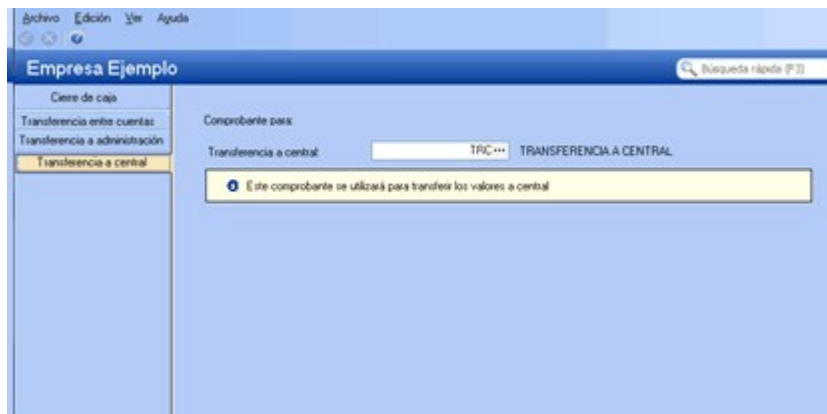 Archivo Edición Ver Ayuda
Empresa Ejemplo
Búsqueda rápida (F3)
Cierre de caja
Transferencia entre cuentas
Transferencia a administración
Transferencia a central
Comprobante para:
Transferencia a central: TRC... TRANSFERENCIA A CENTRAL
Este comprobante se utilizará para transferir los valores a central